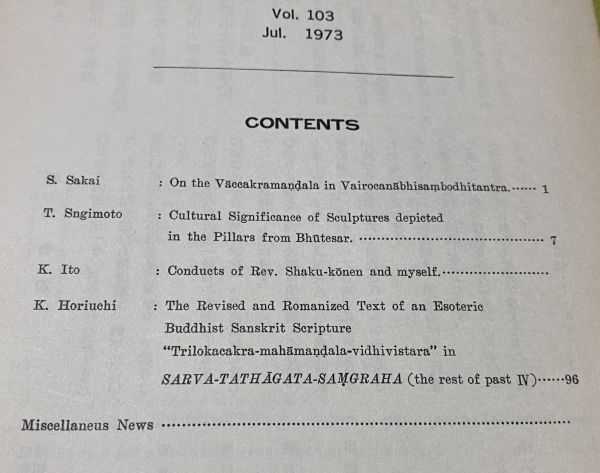 Vol. 103
Jul. 1973
CONTENTS
S. Sakai : On the Vāccakramaṇḍala in Vairocanābhisaṃbodhitantra.······ 1
T. Sngimoto : Cultural Significance of Sculptures depicted
in the Pillars from Bhūtesar. ········································ 7
K. Ito : Conducts of Rev. Shaku-kōnen and myself.·······················
K. Horiuchi : The Revised and Romanized Text of an Esoteric
Buddhist Sanskrit Scripture
“Trilokacakra-mahāmaṇḍala-vidhivistara” in
SARVA-TATHĀGATA-SAṂGRAHA (the rest of past Ⅳ)······96
Miscellaneus News ········································································